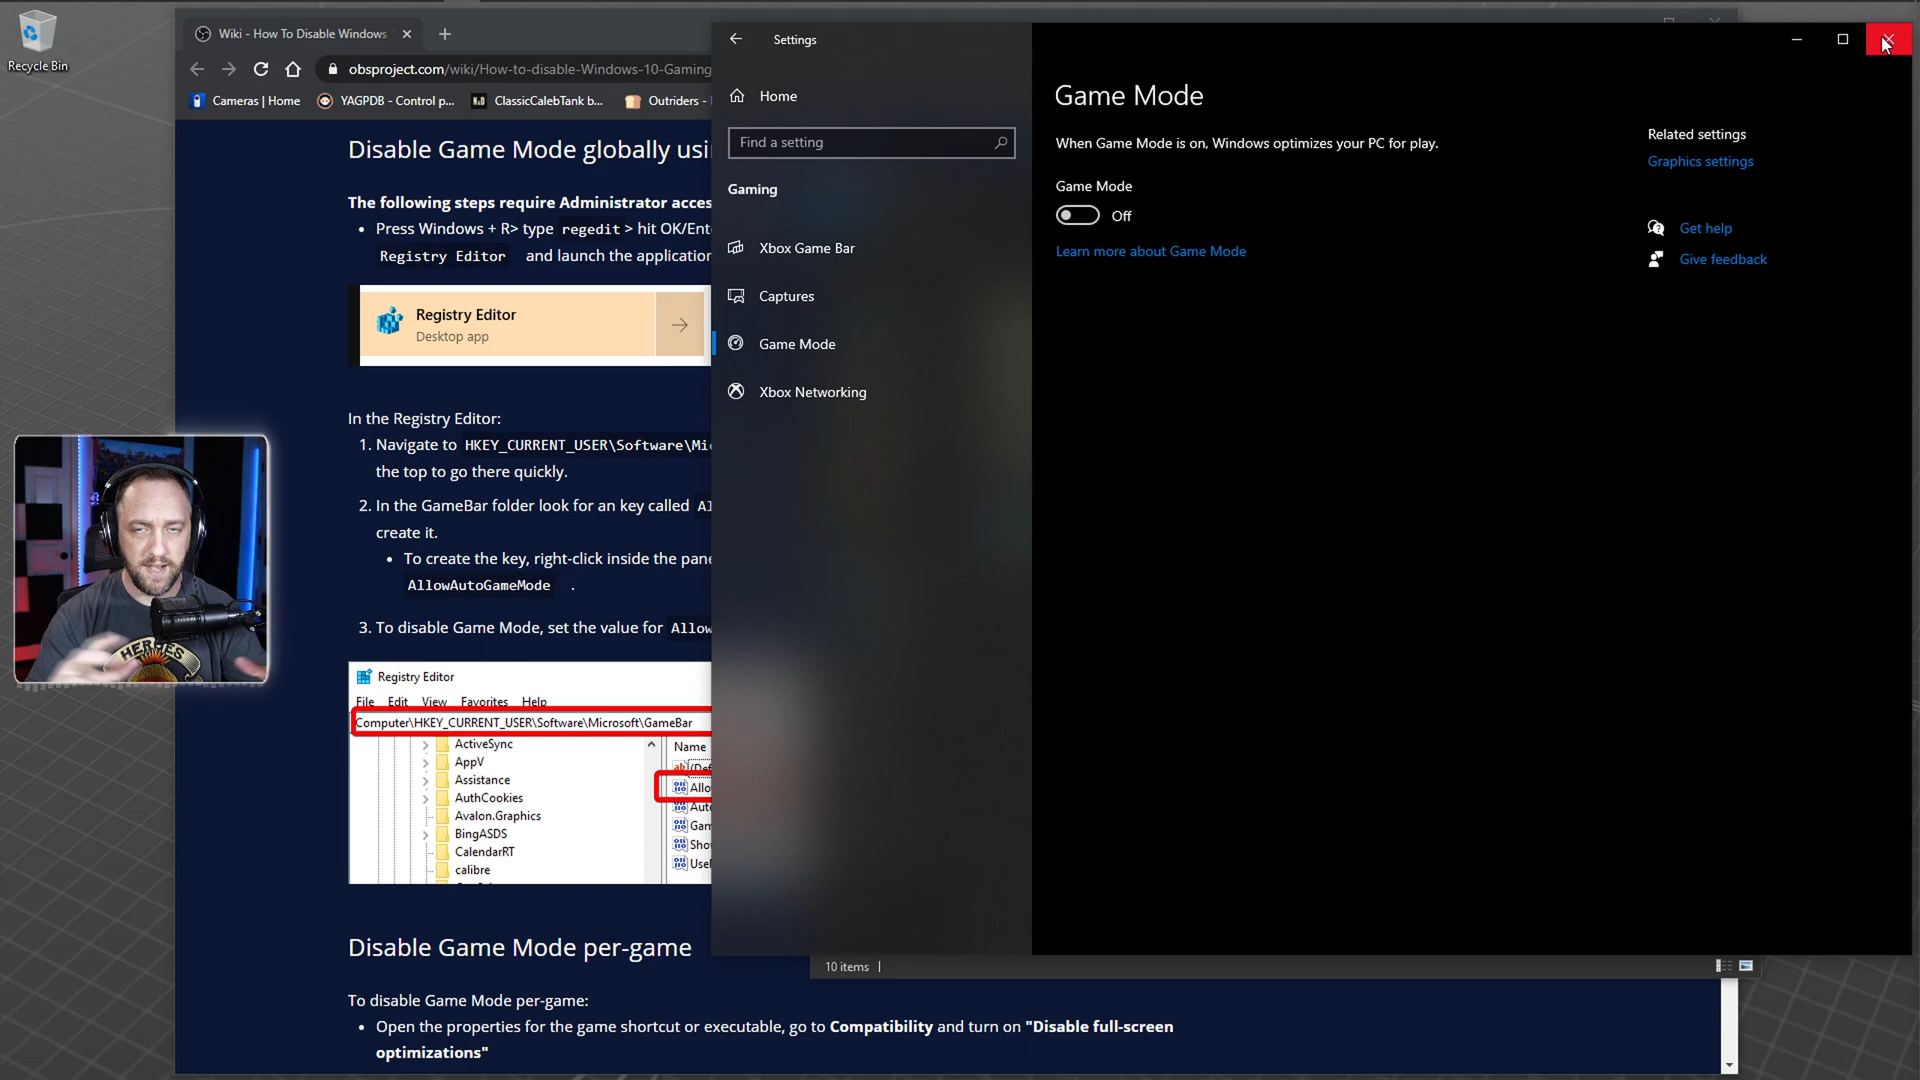 Recycle Bin
Wiki - How To Disable Windows
obsproject.com/wiki/How-to-disable-Windows-10-Gaming
Cameras | Home
YAGPDB - Control p...
ClassicCalebTank b...
Outriders -
Disable Game Mode globally usi
The following steps require Administrator acces
• Press Windows + R> type regedit > hit OK/Ente
Registry Editor and launch the application
Registry Editor
Desktop app
In the Registry Editor:
1. Navigate to HKEY_CURRENT_USER\Software\Mic
the top to go there quickly.
2. In the GameBar folder look for an key called Al
create it.
• To create the key, right-click inside the pane
AllowAutoGameMode .
3. To disable Game Mode, set the value for Allow
Registry Editor
File Edit View Favorites Help
Computer\HKEY_CURRENT_USER\Software\Microsoft\GameBar
ActiveSync
AppV
Assistance
AuthCookies
Avalon.Graphics
BingASDS
CalendarRT
calibre
Name
(Def
Allo
Auto
Gam
Sho
Usel
Disable Game Mode per-game
To disable Game Mode per-game:
• Open the properties for the game shortcut or executable, go to Compatibility and turn on "Disable full-screen
optimizations"
HERBES
Settings
Home
Find a setting
Gaming
Xbox Game Bar
Captures
Game Mode
Xbox Networking
Game Mode
When Game Mode is on, Windows optimizes your PC for play.
Game Mode
Off
Learn more about Game Mode
Related settings
Graphics settings
Get help
Give feedback
10 items